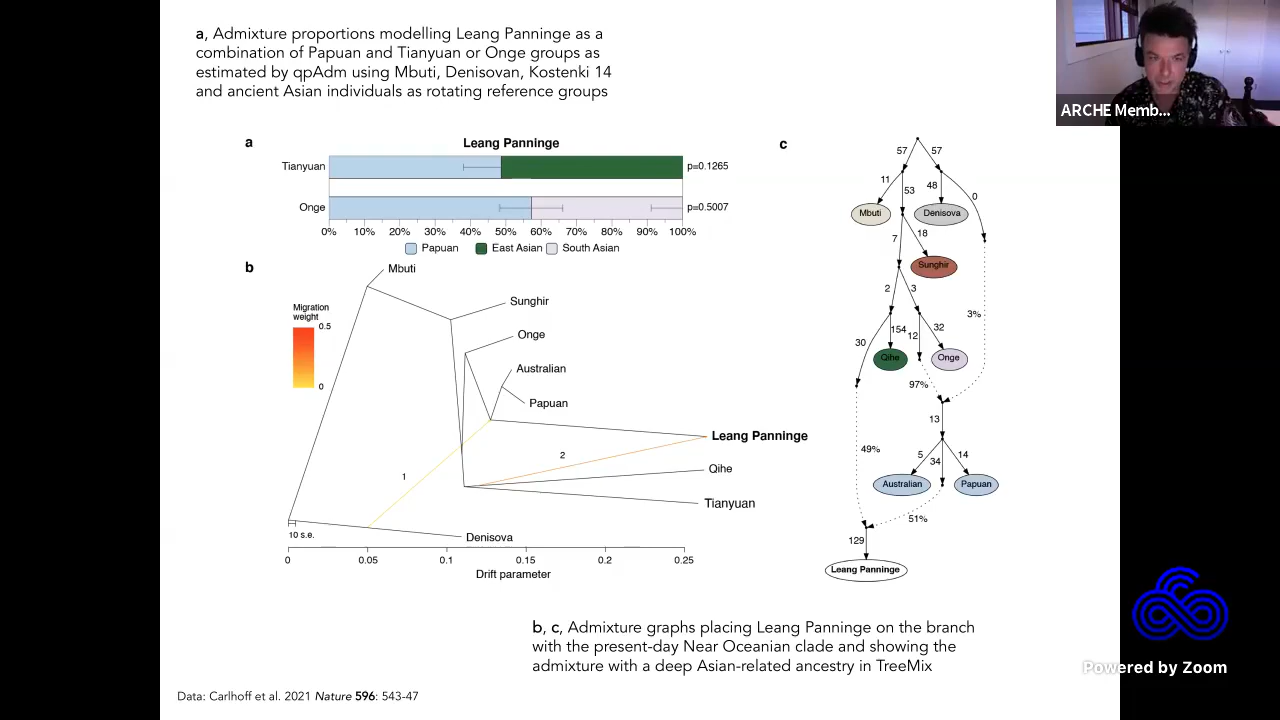 a, Admixture proportions modelling Leang Panninge as a
combination of Papuan and Tianyuan or Onge groups as
estimated by qpAdm using Mbuti, Denisovan, Kostenki 14
and ancient Asian individuals as rotating reference groups
ARCHE Memb...
a
Leang Panninge
Tianyuan
p=0.1265
Onge
p=0.5007
0% 10% 20% 30% 40% 50% 60% 70% 80% 90% 100%
Papuan East Asian South Asian
b
Mbuti
Migration
weight
0.5
0
Sunghir
Onge
Australian
Papuan
Leang Panninge
2
Qihe
1
Tianyuan
10 s.e.
Denisova
0 0.05 0.1 0.15 0.2 0.25
Drift parameter
c
57 57
11 53 48 0
Mbuti Denisova
7 18
Sunghir
2 3
3%
30 154 12 32
Qihe Onge
97%
13
49%
5 34 14
Australian Papuan
51%
129
Leang Panninge
b, c, Admixture graphs placing Leang Panninge on the branch
with the present-day Near Oceanian clade and showing the
admixture with a deep Asian-related ancestry in TreeMix
Powered by Zoom
Data: Carlhoff et al. 2021 Nature 596: 543-47